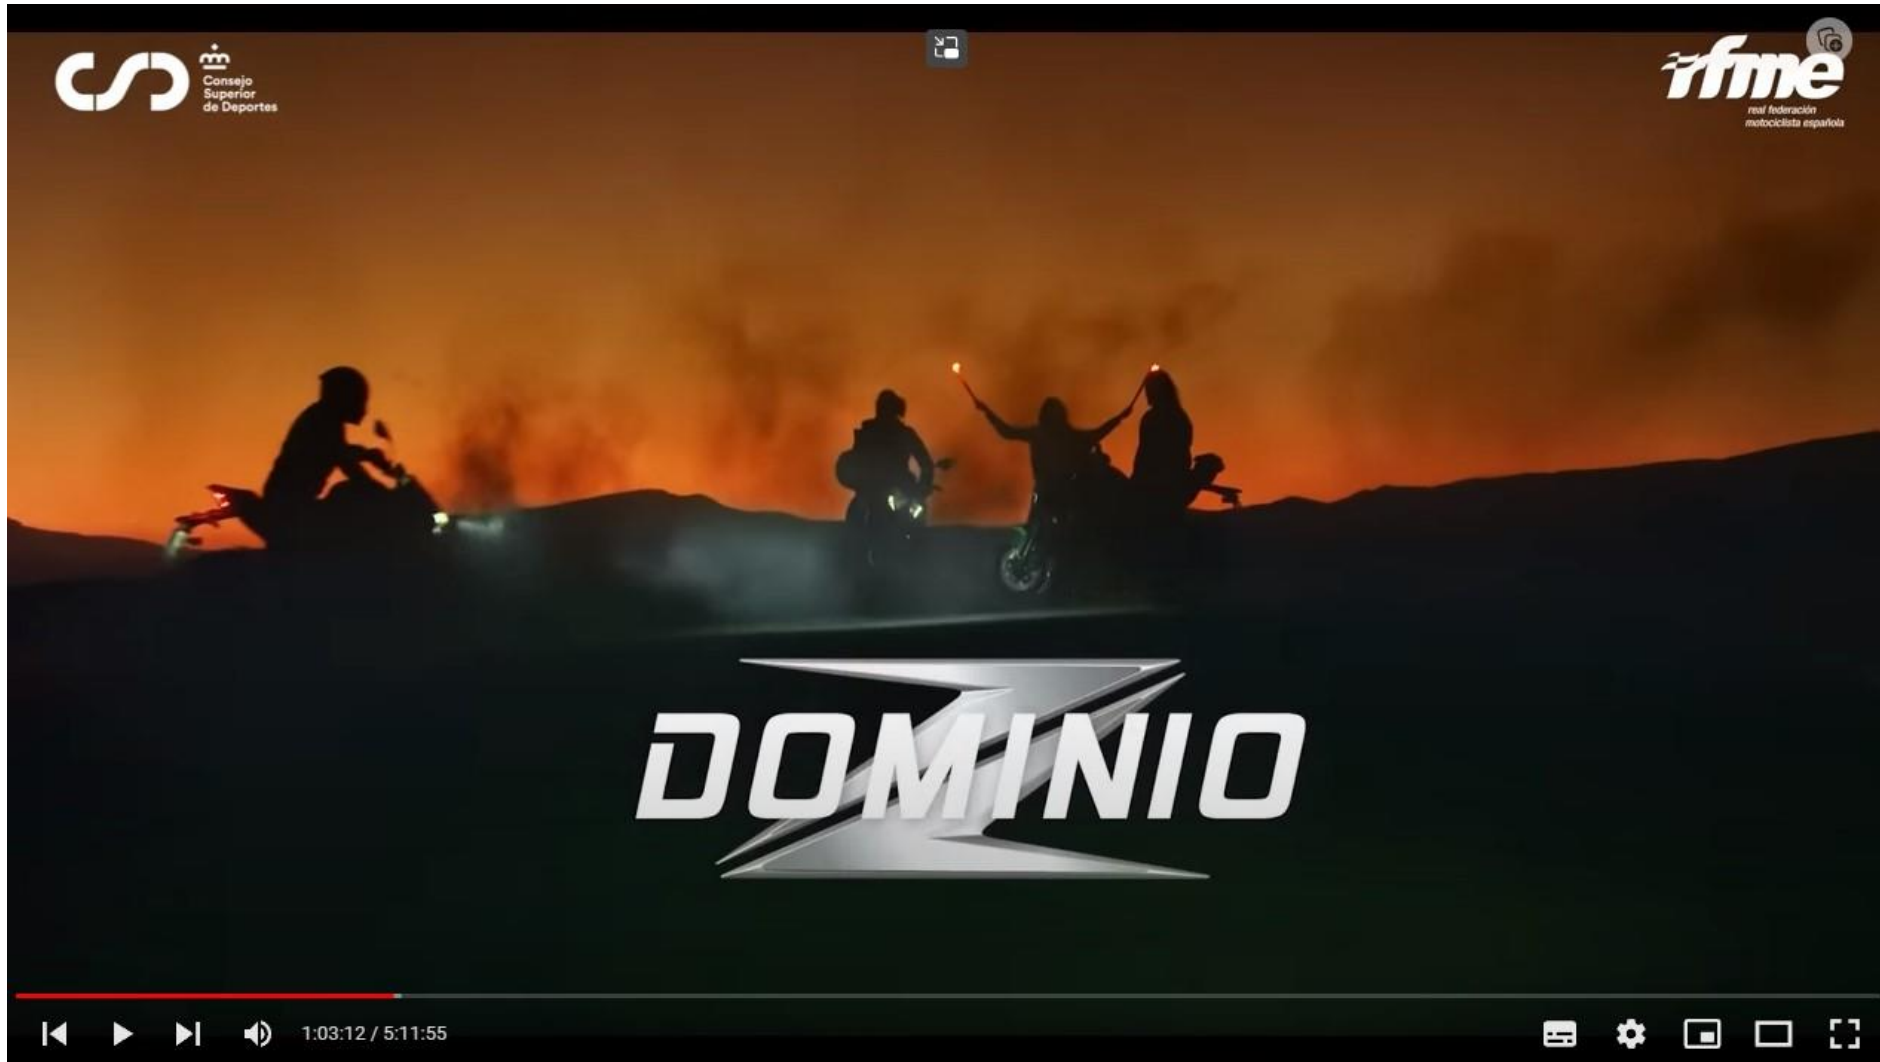 Consejo
Superior
de Deportes
rfme
real federación
motociclista española
Z
DOMINIO
1:03:12 / 5:11:55